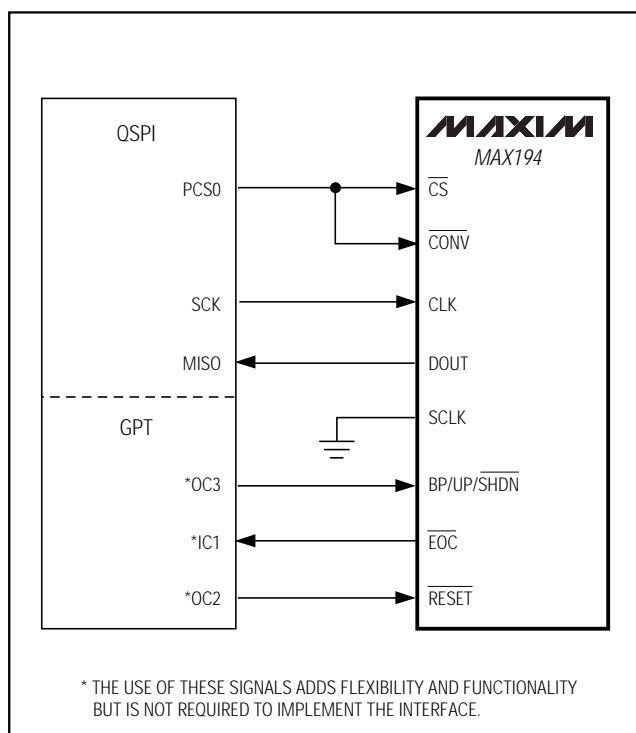 QSPI
MAXIM
MAX194
PCS0
CS
CONV
SCK
CLK
MISO
DOUT
GPT
SCLK
*OC3
BP/UP/SHDN
*IC1
EOC
*OC2
RESET
* THE USE OF THESE SIGNALS ADDS FLEXIBILITY AND FUNCTIONALITY
BUT IS NOT REQUIRED TO IMPLEMENT THE INTERFACE.